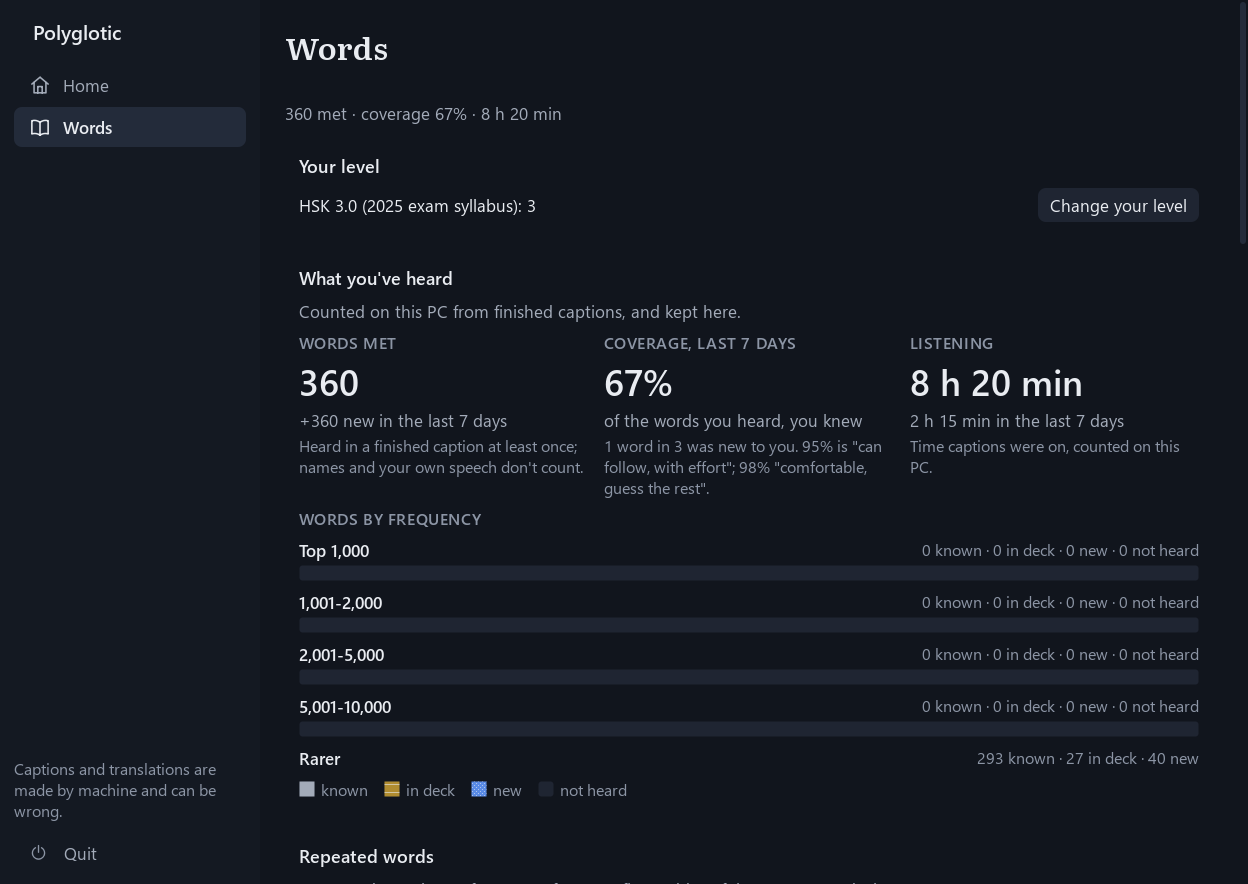 Polyglotic
Home
Words
Captions and translations are
made by machine and can be
wrong.
Quit
Words
360 met · coverage 67% · 8 h 20 min
Your level
HSK 3.0 (2025 exam syllabus): 3
Change your level
What you've heard
Counted on this PC from finished captions, and kept here.
WORDS MET
360
+360 new in the last 7 days
Heard in a finished caption at least once;
names and your own speech don't count.
COVERAGE, LAST 7 DAYS
67%
of the words you heard, you knew
1 word in 3 was new to you. 95% is "can
follow, with effort"; 98% "comfortable,
guess the rest".
LISTENING
8 h 20 min
2 h 15 min in the last 7 days
Time captions were on, counted on this
PC.
WORDS BY FREQUENCY
Top 1,000
0 known · 0 in deck · 0 new · 0 not heard
1,001-2,000
0 known · 0 in deck · 0 new · 0 not heard
2,001-5,000
0 known · 0 in deck · 0 new · 0 not heard
5,001-10,000
0 known · 0 in deck · 0 new · 0 not heard
Rarer
293 known · 27 in deck · 40 new
known
in deck
new
not heard
Repeated words